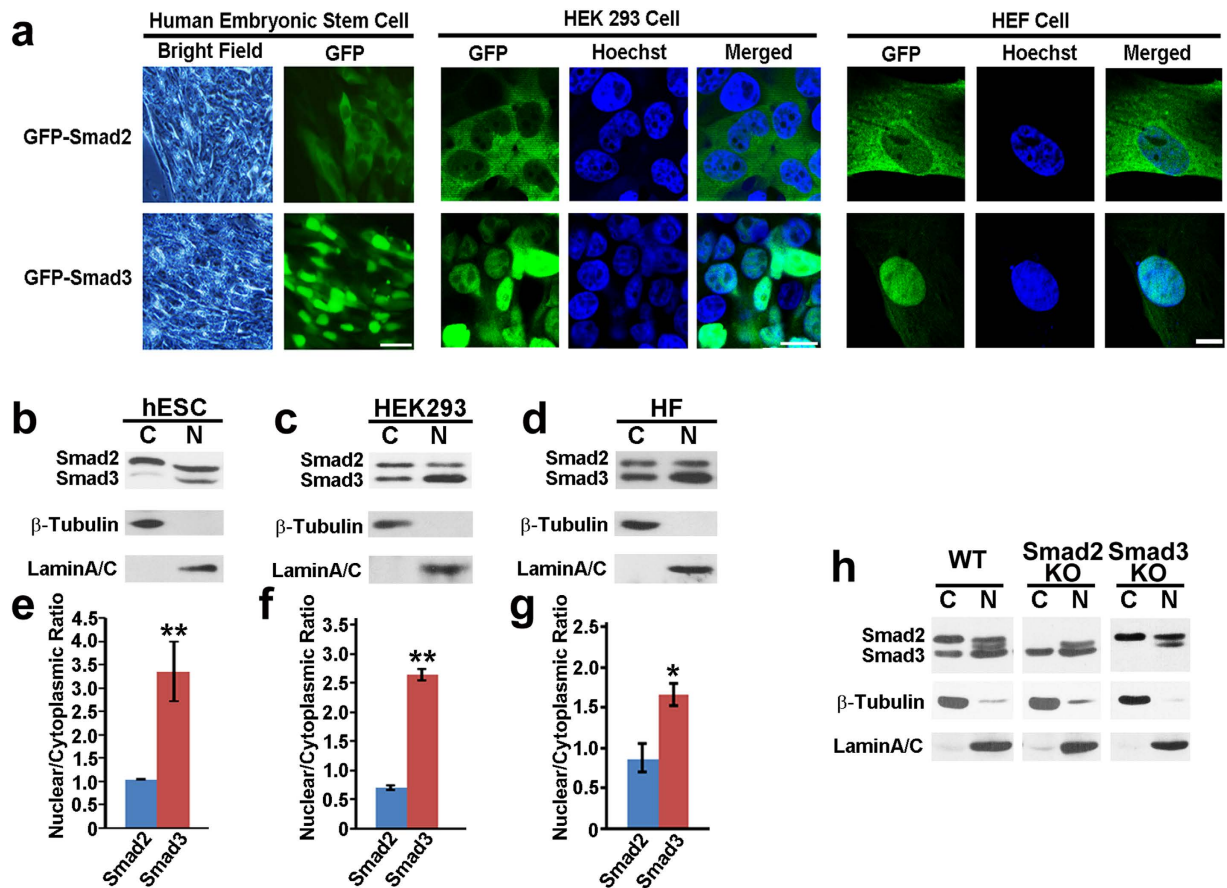 a
Human Embryonic Stem Cell
HEK 293 Cell
HEF Cell
Bright Field GFP
GFP Hoechst Merged
GFP Hoechst Merged
GFP-Smad2
GFP-Smad3
b
hESC
C N
Smad2
Smad3
β-Tubulin
LaminA/C
c
HEK293
C N
Smad2
Smad3
β-Tubulin
LaminA/C
d
HF
C N
Smad2
Smad3
β-Tubulin
LaminA/C
e
Nuclear/Cytoplasmic Ratio
4.5
4.0
3.5
3.0
2.5
2.0
1.5
1.0
0.5
0
**
Smad2
Smad3
f
Nuclear/Cytoplasmic Ratio
3.0
2.5
2.0
1.5
1.0
0.5
0
**
Smad2
Smad3
g
Nuclear/Cytoplasmic Ratio
2.5
2.0
1.5
1.0
0.5
0
*
Smad2
Smad3
h
WT
Smad2 KO
Smad3 KO
C N C N C N
Smad2
Smad3
β-Tubulin
LaminA/C